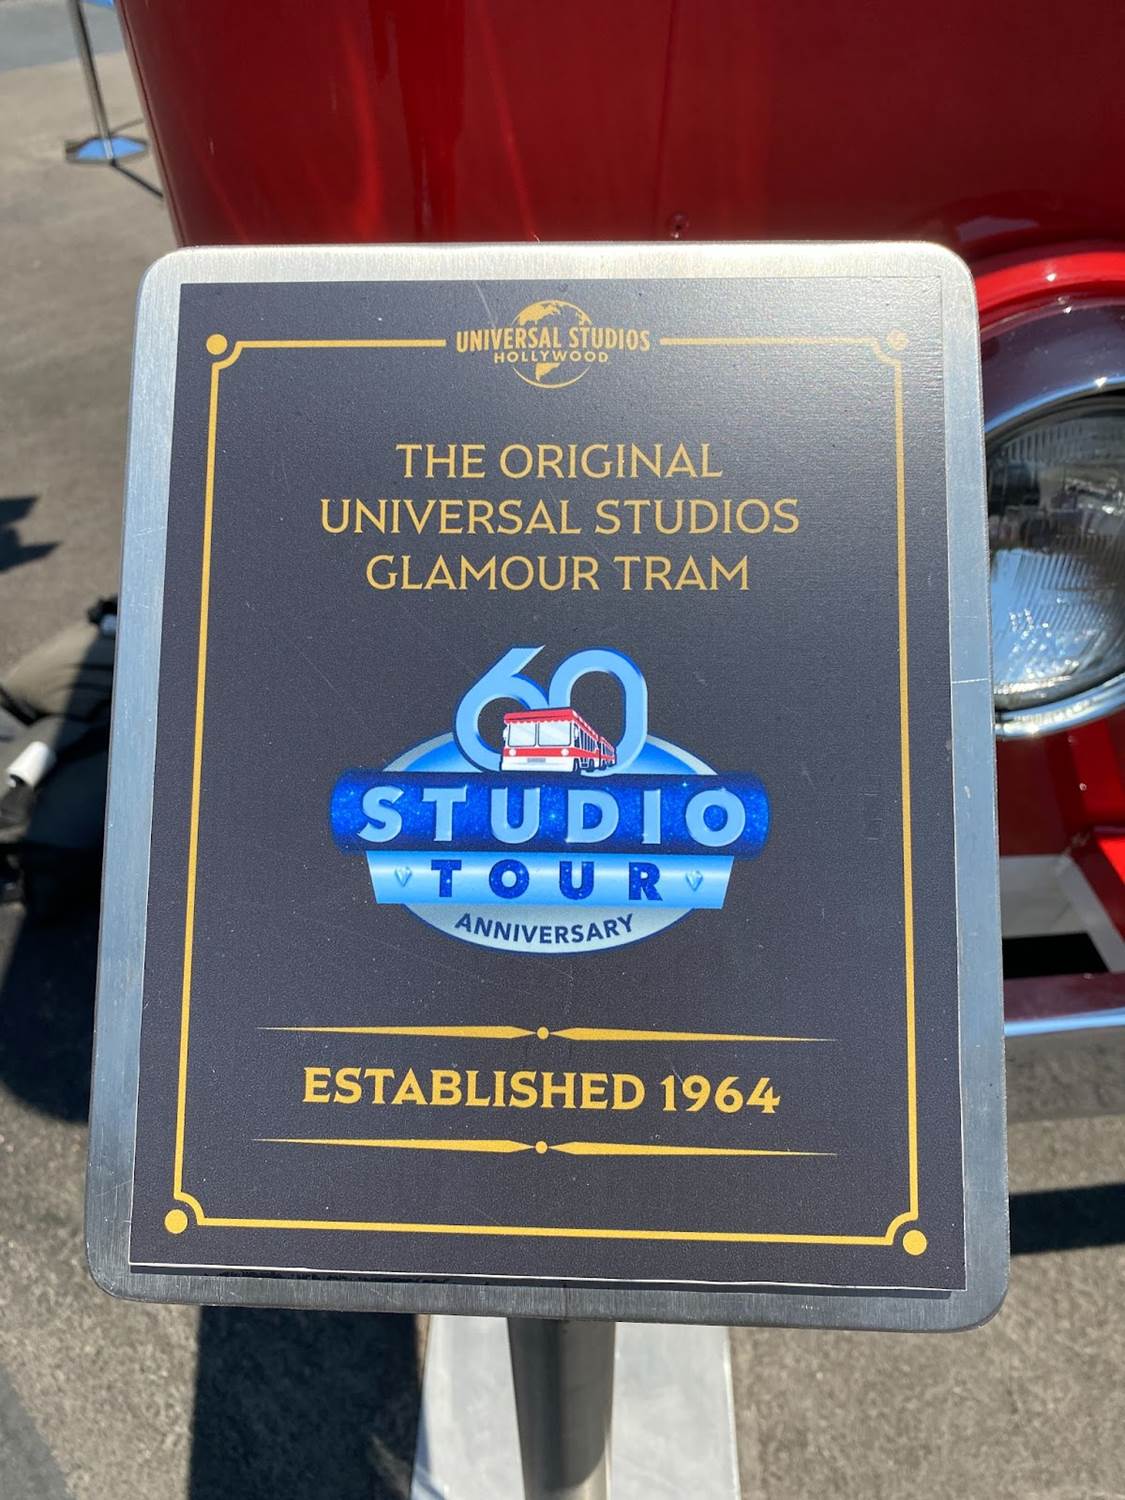 UNIVERSAL STUDIOS
HOLLYWOOD
THE ORIGINAL
UNIVERSAL STUDIOS
GLAMOUR TRAM
60
STUDIO
TOUR
ANNIVERSARY
ESTABLISHED 1964